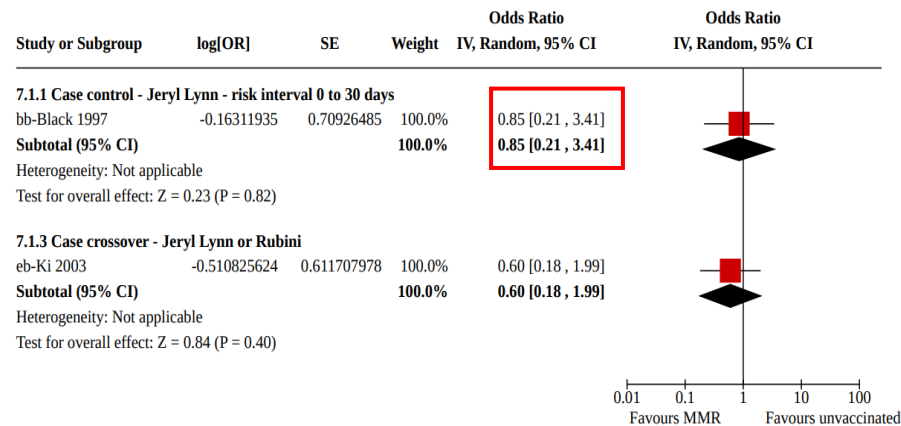 Odds Ratio Odds Ratio
Study or Subgroup log[OR] SE Weight IV, Random, 95% CI IV, Random, 95% CI
7.1.1 Case control - Jeryl Lynn - risk interval 0 to 30 days
bb-Black 1997 -0.16311935 0.70926485 100.0% 0.85 [0.21 , 3.41]
Subtotal (95% CI) 100.0% 0.85 [0.21 , 3.41]
Heterogeneity: Not applicable
Test for overall effect: Z = 0.23 (P = 0.82)
7.1.3 Case crossover - Jeryl Lynn or Rubini
eb-Ki 2003 -0.510825624 0.611707978 100.0% 0.60 [0.18 , 1.99]
Subtotal (95% CI) 100.0% 0.60 [0.18 , 1.99]
Heterogeneity: Not applicable
Test for overall effect: Z = 0.84 (P = 0.40)
0.01 0.1 1 10 100
Favours MMR Favours unvaccinated